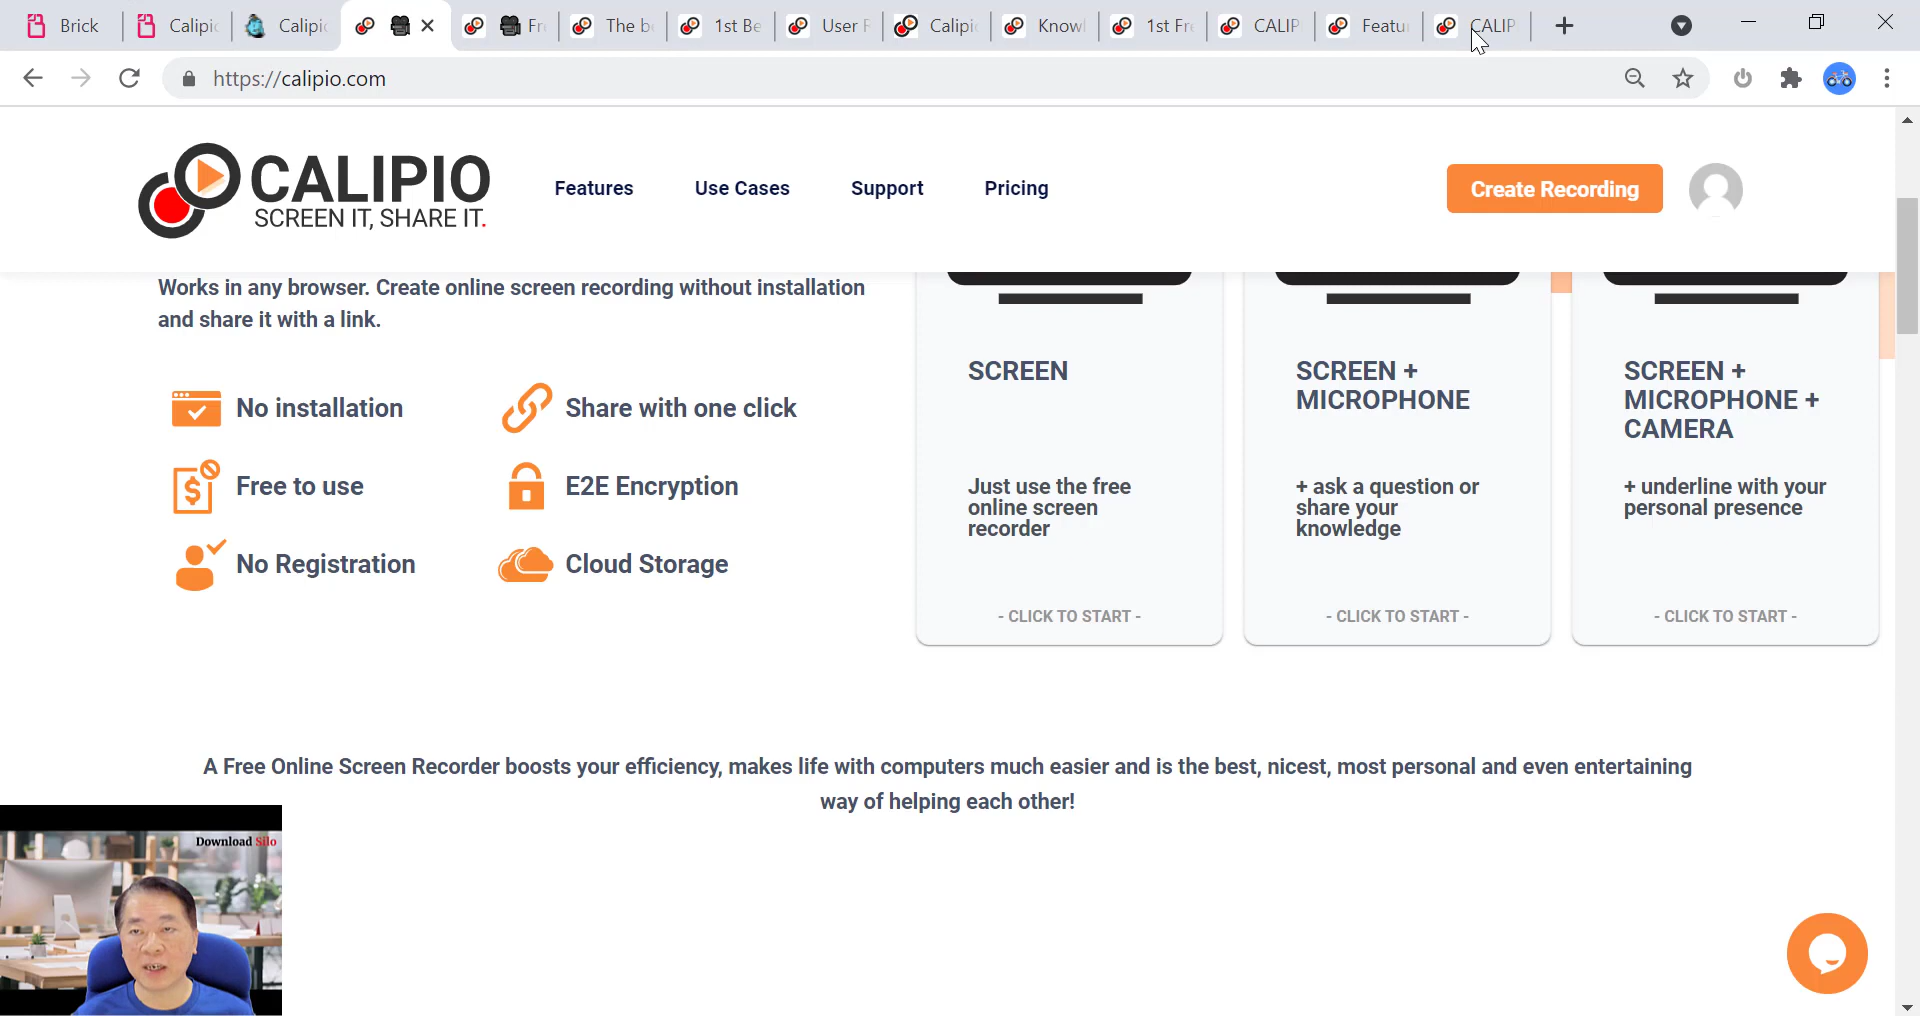 Brick
Calipio
Calipio
Fr
The b
1st Be
User F
Calipi
Knowl
1st Fre
CALIP
Featu
CALIP
https://calipio.com
CALIPIO
SCREEN IT, SHARE IT.
Features
Use Cases
Support
Pricing
Create Recording
Works in any browser. Create online screen recording without installation
and share it with a link.
No installation
Share with one click
Free to use
E2E Encryption
No Registration
Cloud Storage
SCREEN
Just use the free
online screen
recorder
- CLICK TO START -
SCREEN +
MICROPHONE
+ ask a question or
share your
knowledge
- CLICK TO START -
SCREEN +
MICROPHONE +
CAMERA
+ underline with your
personal presence
- CLICK TO START -
A Free Online Screen Recorder boosts your efficiency, makes life with computers much easier and is the best, nicest, most personal and even entertaining
way of helping each other!
Download Silo